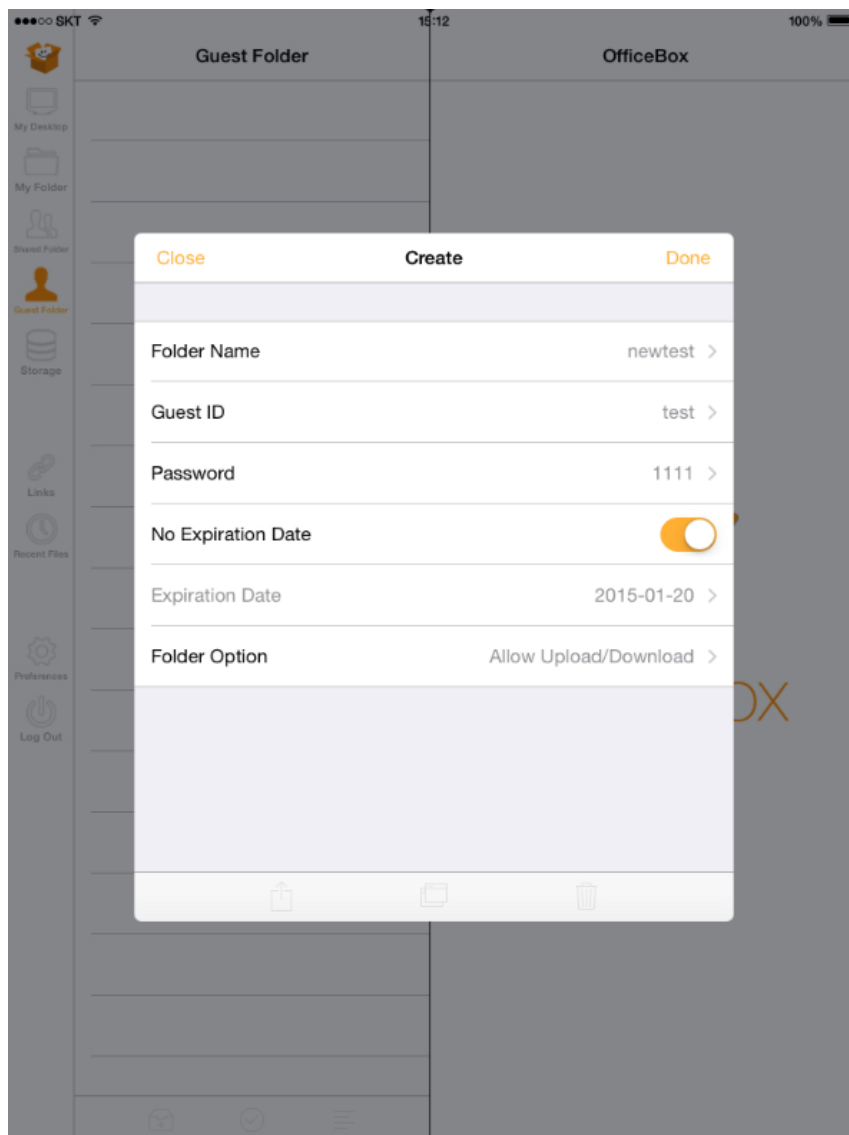 SKT 15:12 100%
Guest Folder OfficeBox
My Desktop
My Folder
Shared Folder
Guest Folder
Storage
Links
Recent Files
Preferences
Log Out
Close Create Done
Folder Name newtest
Guest ID test
Password 1111
No Expiration Date
Expiration Date 2015-01-20
Folder Option Allow Upload/Download
OX